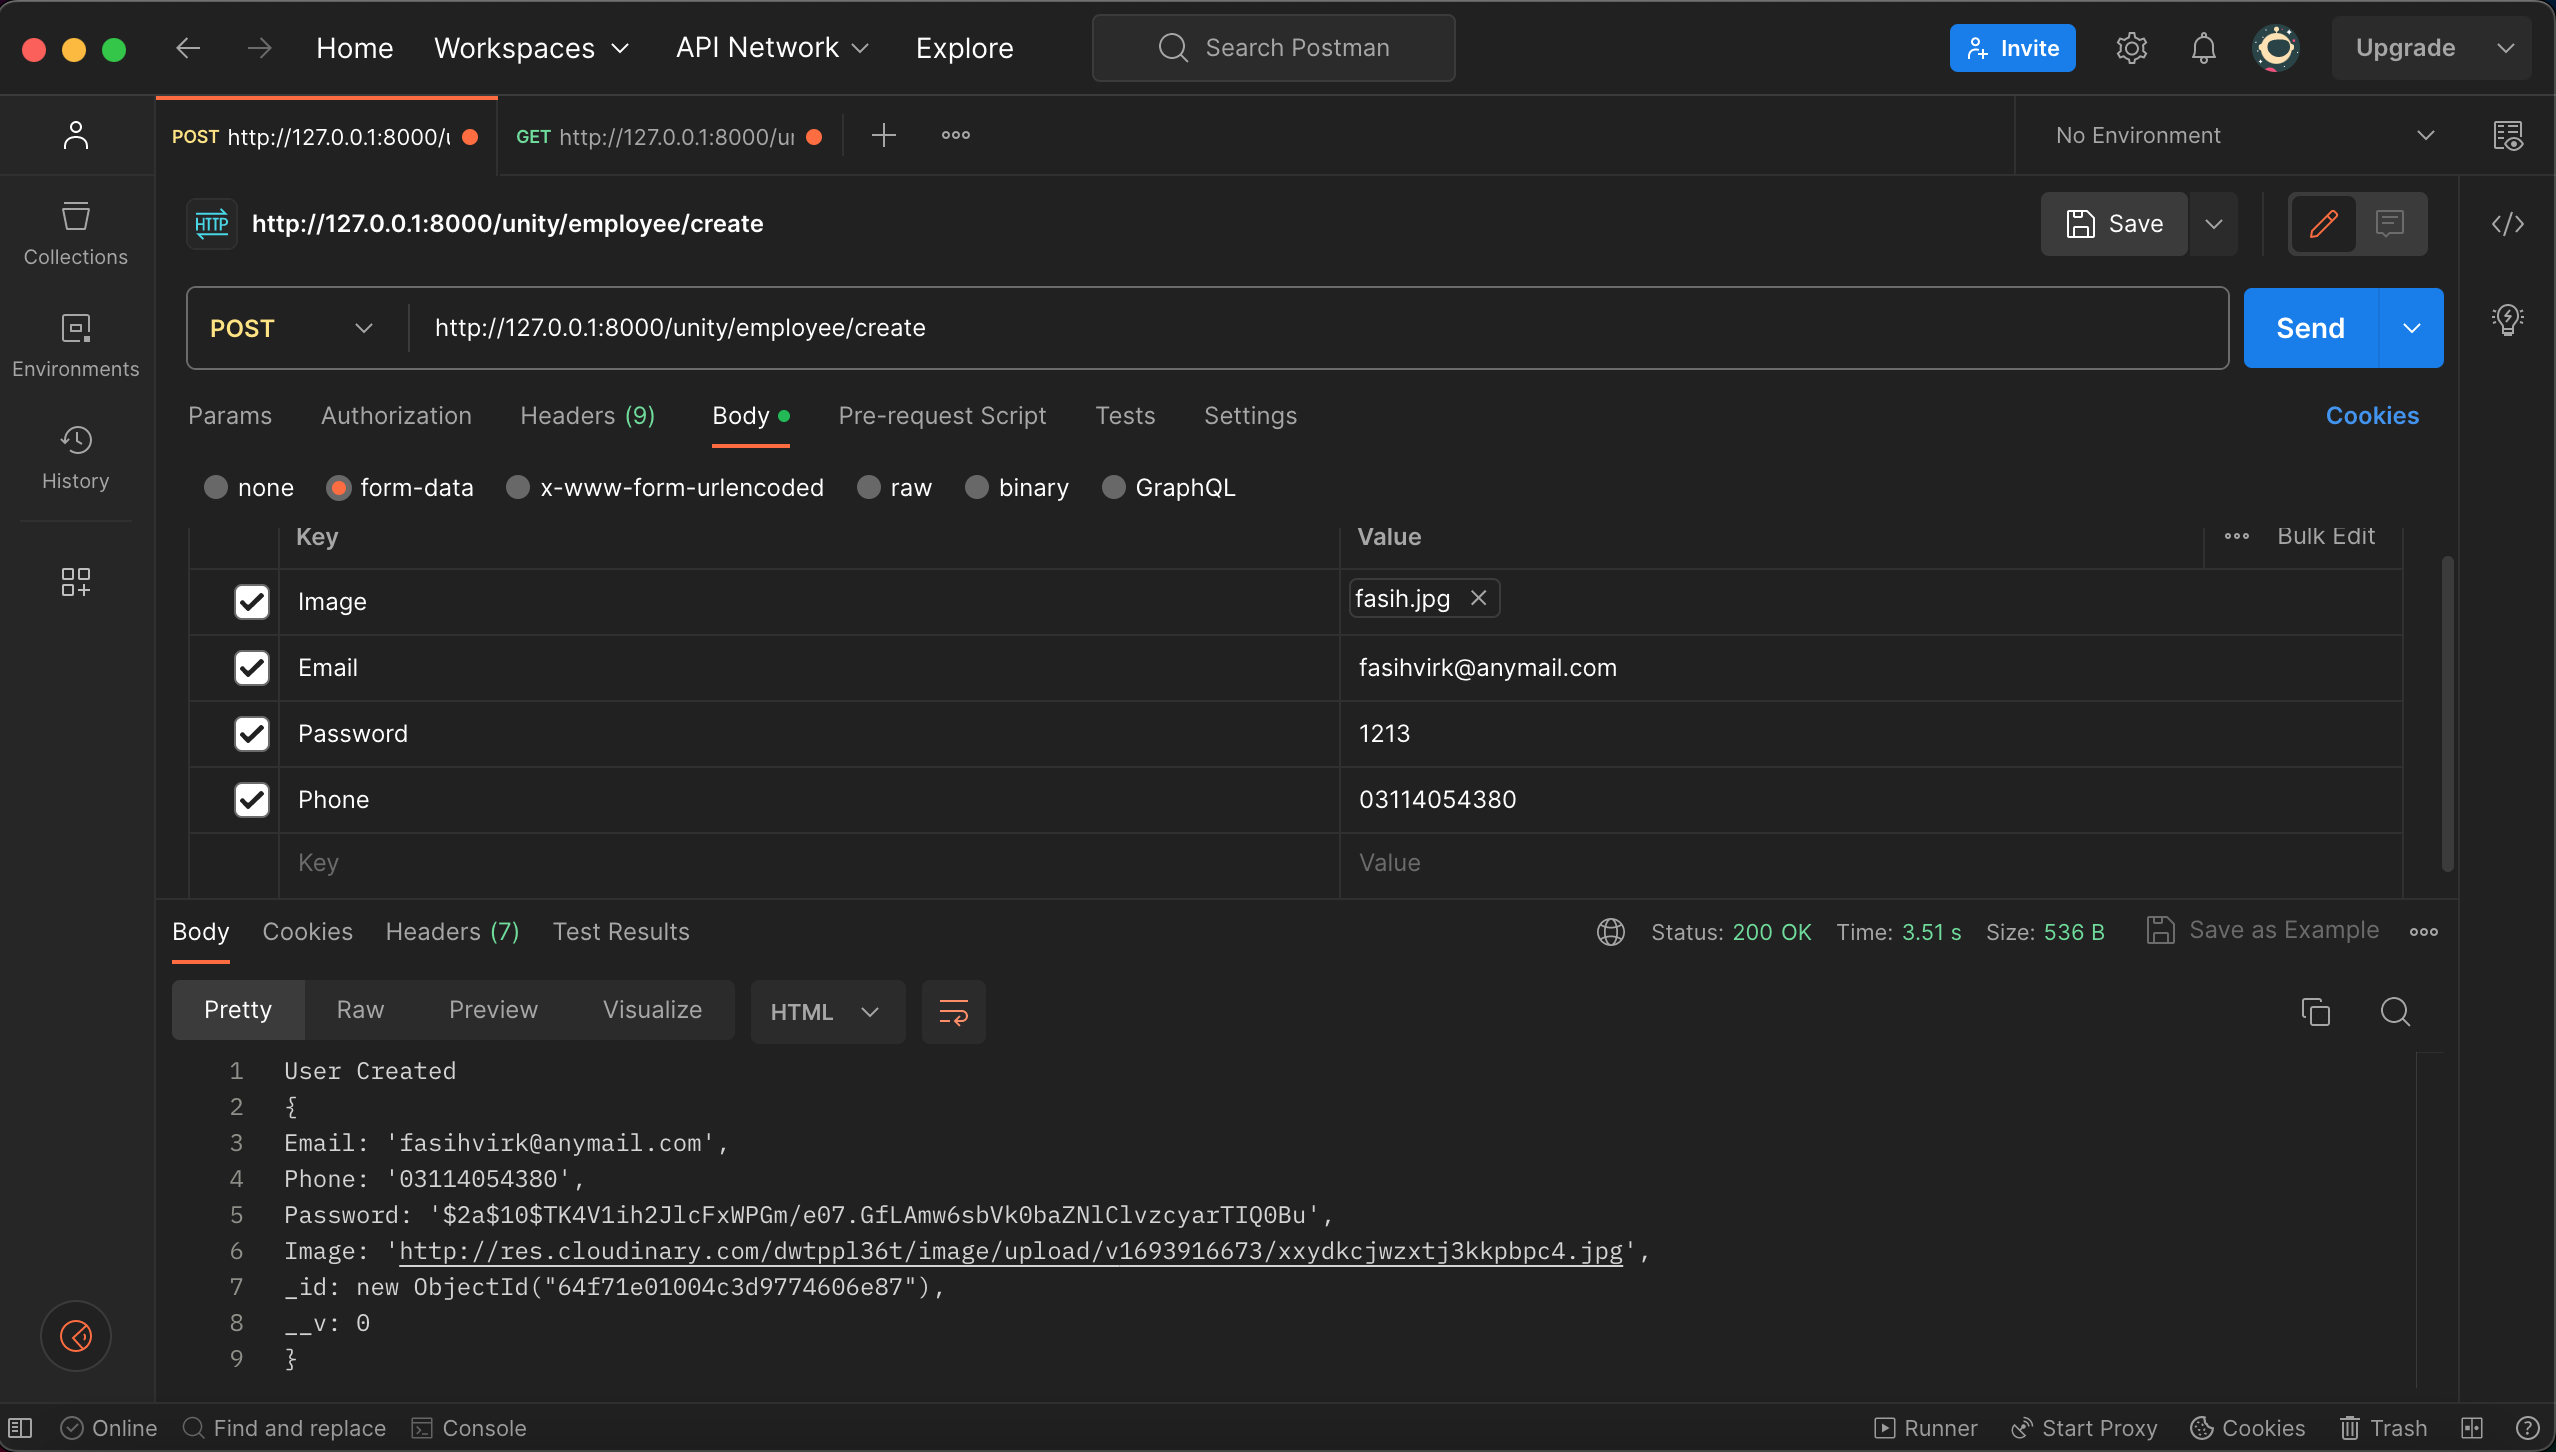 Home Workspaces API Network Explore Search Postman Invite Upgrade
POST http://127.0.0.1:8000/ GET http://127.0.0.1:8000/ No Environment
HTTP http://127.0.0.1:8000/unity/employee/create Save
POST http://127.0.0.1:8000/unity/employee/create Send
Params Authorization Headers (9) Body Pre-request Script Tests Settings Cookies
none form-data x-www-form-urlencoded raw binary GraphQL
Key Value Bulk Edit
Image fasih.jpg
Email fasihvirk@anymail.com
Password 1213
Phone 03114054380
Key Value
Collections
Environments
History
Body Cookies Headers (7) Test Results Status: 200 OK Time: 3.51 s Size: 536 B Save as Example
Pretty Raw Preview Visualize HTML
1 User Created
2 {
3 Email: 'fasihvirk@anymail.com',
4 Phone: '03114054380',
5 Password: '$2a$10$TK4V1ih2JlcFxWPGm/e07.GfLAmw6sbVk0baZNlClvzcyarTIQ0Bu',
6 Image: 'http://res.cloudinary.com/dwtppl36t/image/upload/v1693916673/xxydkcjwzxtj3kkpbpc4.jpg',
7 _id: new ObjectId("64f71e01004c3d9774606e87"),
8 __v: 0
9 }
Online Find and replace Console Runner Start Proxy Cookies Trash